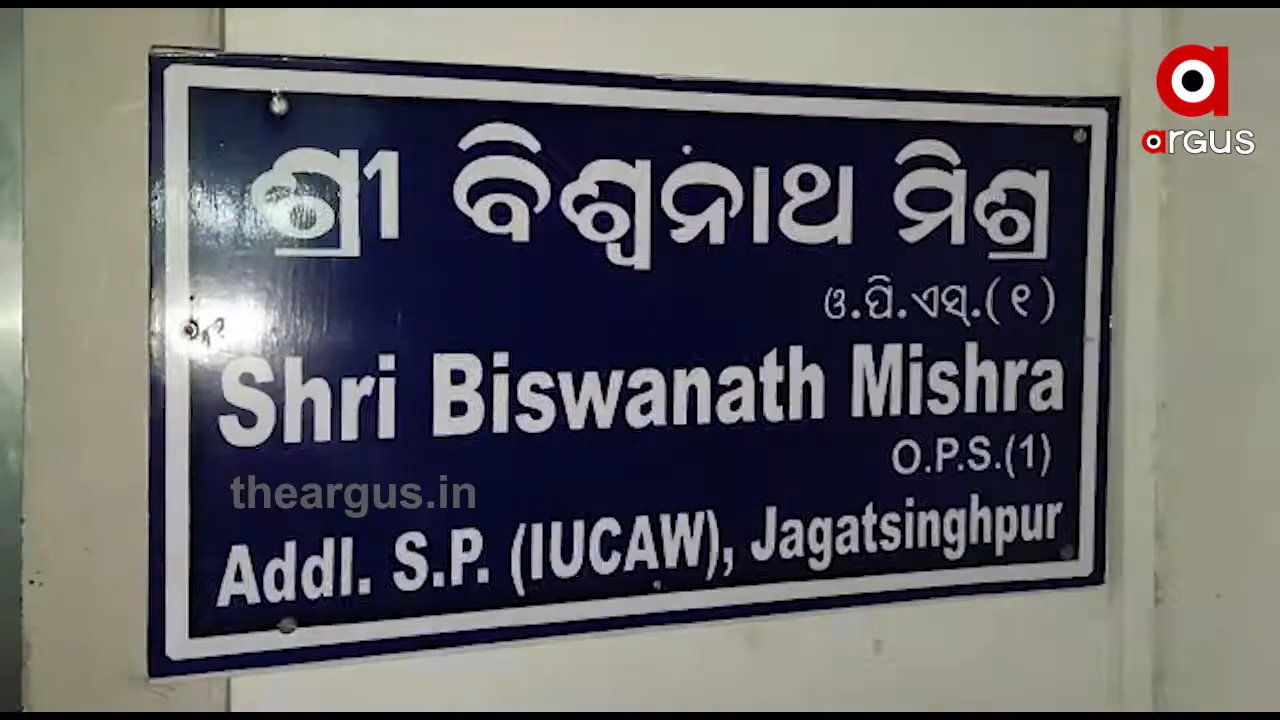 argus
ଶ୍ରୀ ବିଶ୍ୱନାଥ ମିଶ୍ର
ଓ.ପି.ଏସ୍.(୧)
Shri Biswanath Mishra
O.P.S.(1)
theargus.in
Addl. S.P. (IUCAW), Jagatsinghpur